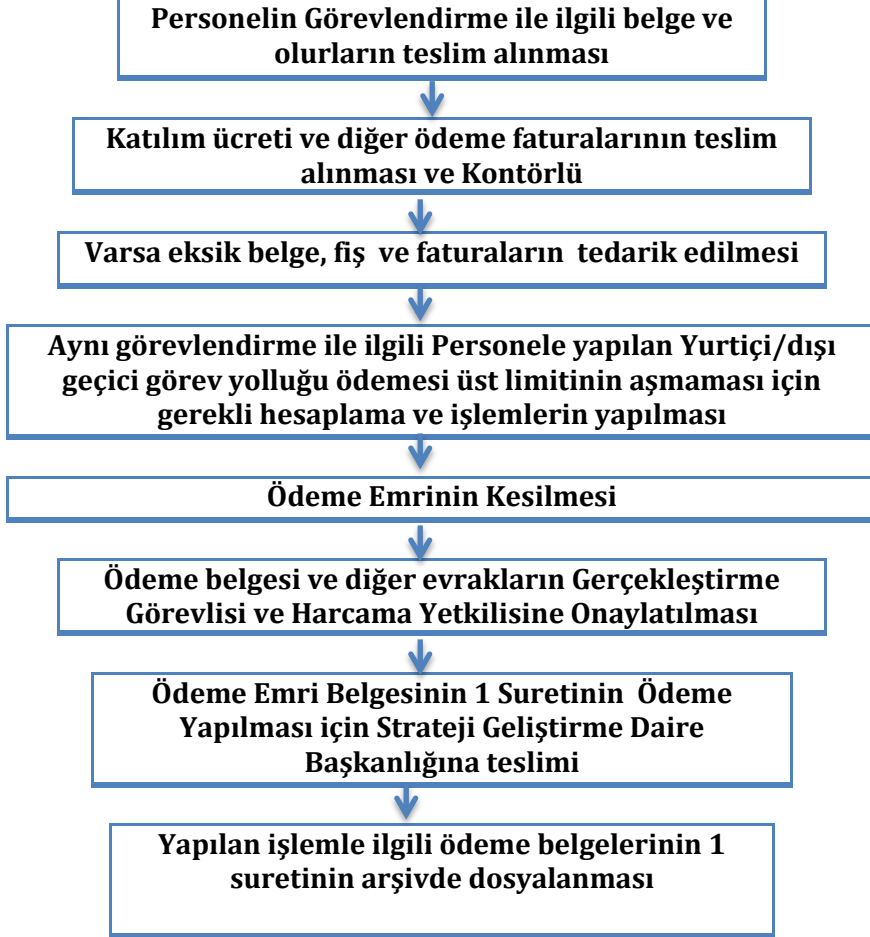 Personelin Görevlendirme ile ilgili belge ve
olurların teslim alınması
Katılım ücreti ve diğer ödeme faturalarının teslim
alınması ve Kontörlü
Varsa eksik belge, fiş ve faturaların tedarik edilmesi
Aynı görevlendirme ile ilgili Personele yapılan Yurtiçi/dışı
geçici görev yolluğu ödemesi üst limitinin aşmaması için
gerekli hesaplama ve işlemlerin yapılması
Ödeme Emrinin Kesilmesi
Ödeme belgesi ve diğer evrakların Gerçekleştirme
Görevlisi ve Harcama Yetkilisine Onaylatılması
Ödeme Emri Belgesinin 1 Suretinin Ödeme
Yapılması için Strateji Geliştirme Daire
Başkanlığına teslimi
Yapılan işlemle ilgili ödeme belgelerinin 1
suretinin arşivde dosyalanması